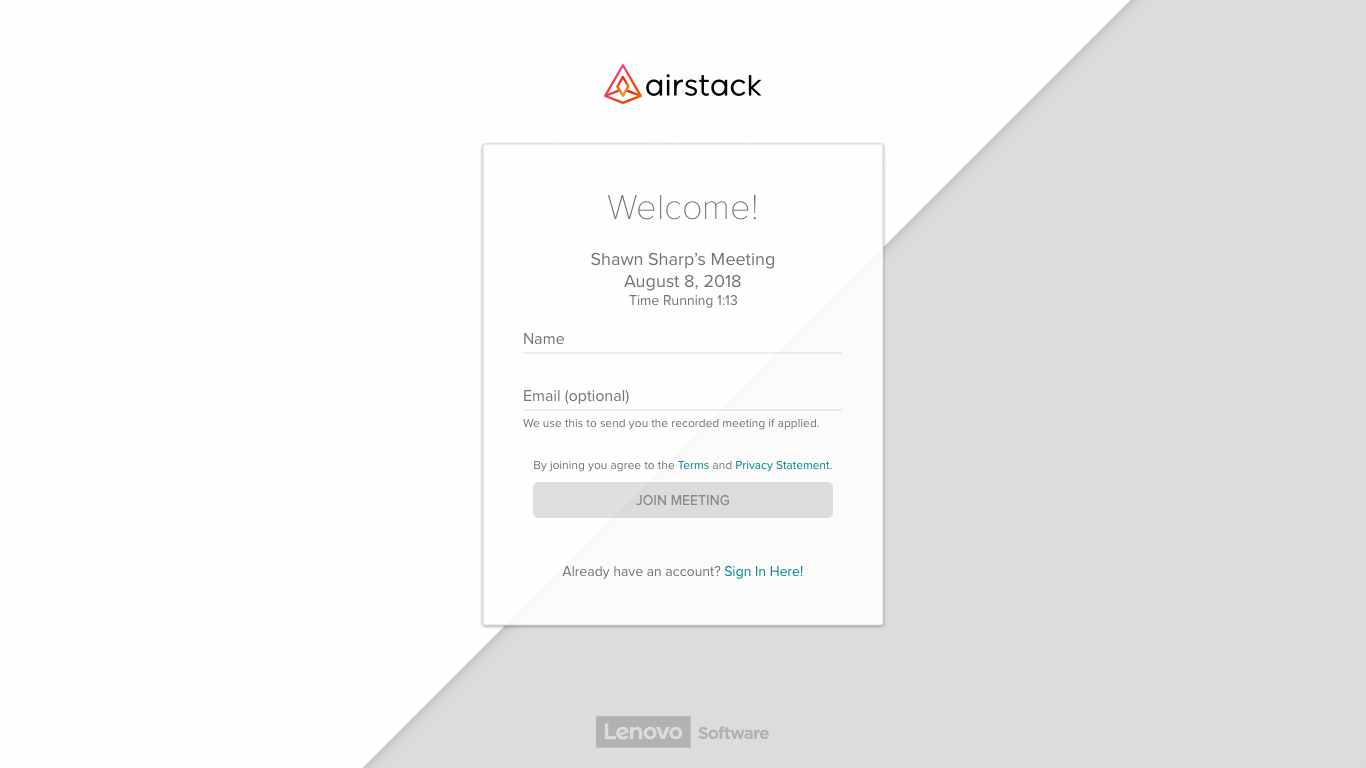 airstack
Welcome!
Shawn Sharp’s Meeting
August 8, 2018
Time Running 1:13
Name
Email (optional)
We use this to send you the recorded meeting if applied.
By joining you agree to the Terms and Privacy Statement.
JOIN MEETING
Already have an account? Sign In Here!
Lenovo Software